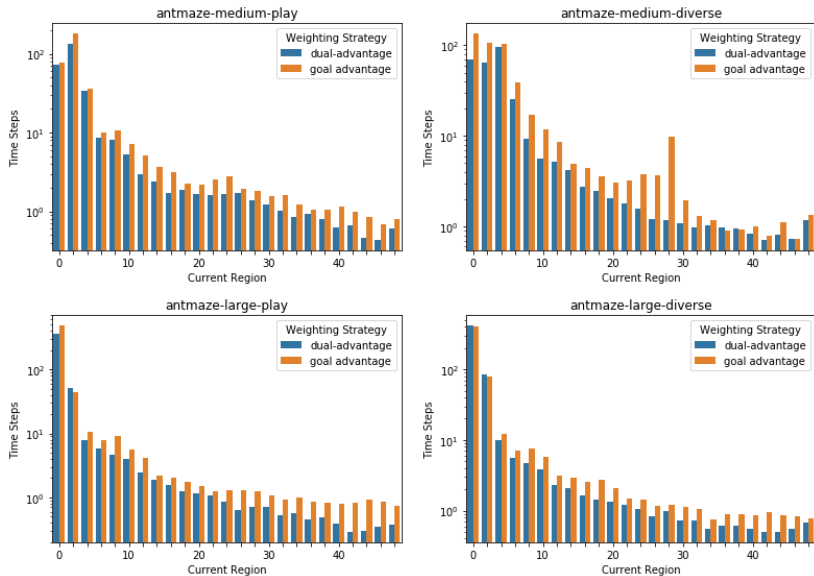 antmaze-medium-play
Weighting Strategy
dual-advantage
goal advantage
Time Steps
10²
10¹
10⁰
0 10 20 30 40
Current Region
antmaze-medium-diverse
Weighting Strategy
dual-advantage
goal advantage
Time Steps
10²
10¹
10⁰
0 10 20 30 40
Current Region
antmaze-large-play
Weighting Strategy
dual-advantage
goal advantage
Time Steps
10²
10¹
10⁰
0 10 20 30 40
Current Region
antmaze-large-diverse
Weighting Strategy
dual-advantage
goal advantage
Time Steps
10²
10¹
10⁰
0 10 20 30 40
Current Region